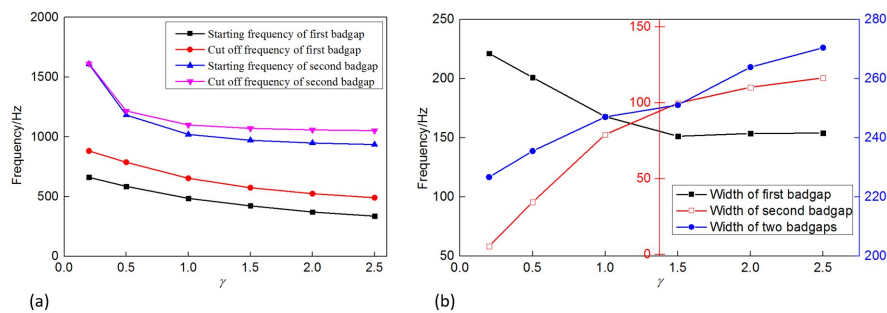 2000
1500
1000
500
0
Frequency/Hz
Starting frequency of first badgap
Cut off frequency of first badgap
Starting frequency of second badgap
Cut off frequency of second badgap
0.0 0.5 1.0 1.5 2.0 2.5
γ
(a)
250
200
150
100
50
Frequency/Hz
150
100
50
0
280
260
240
220
200
Width of first badgap
Width of second badgap
Width of two badgaps
0.0 0.5 1.0 1.5 2.0 2.5
γ
(b)